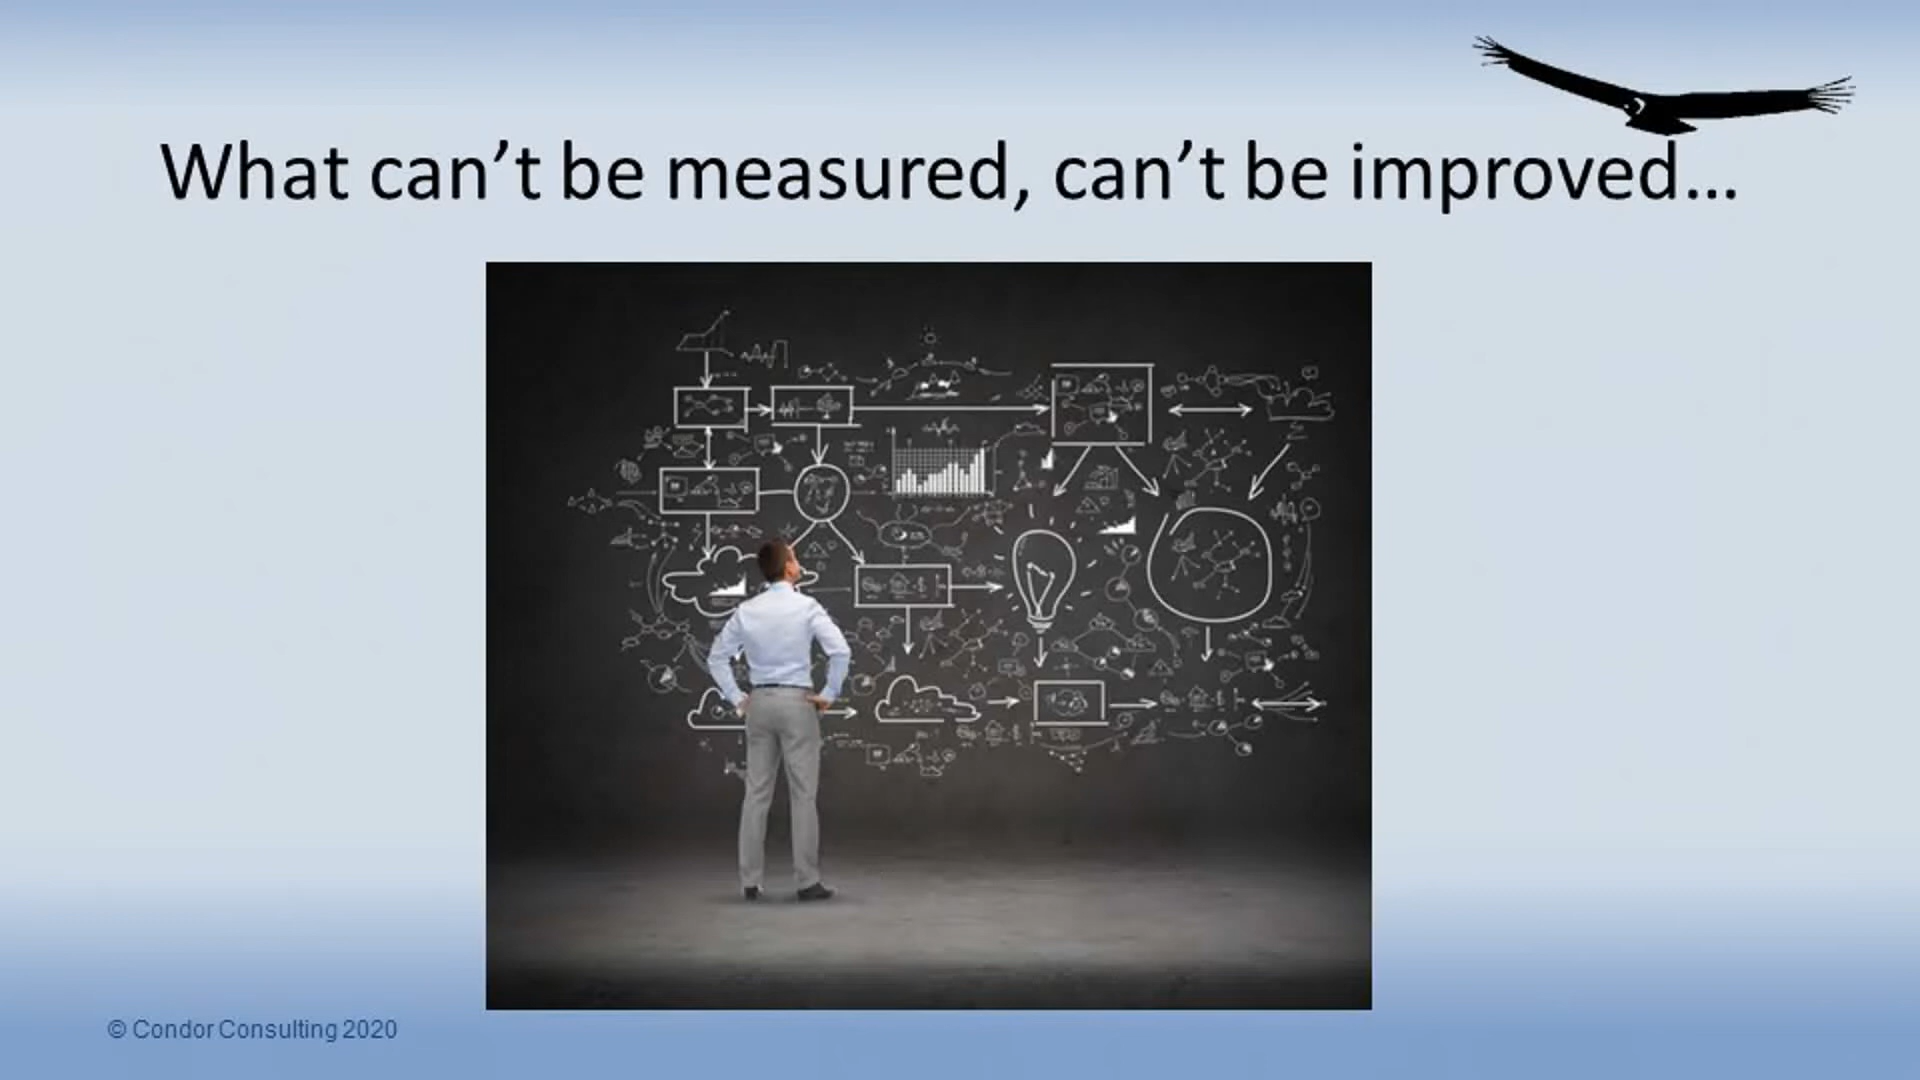 What can’t be measured, can’t be improved…
© Condor Consulting 2020